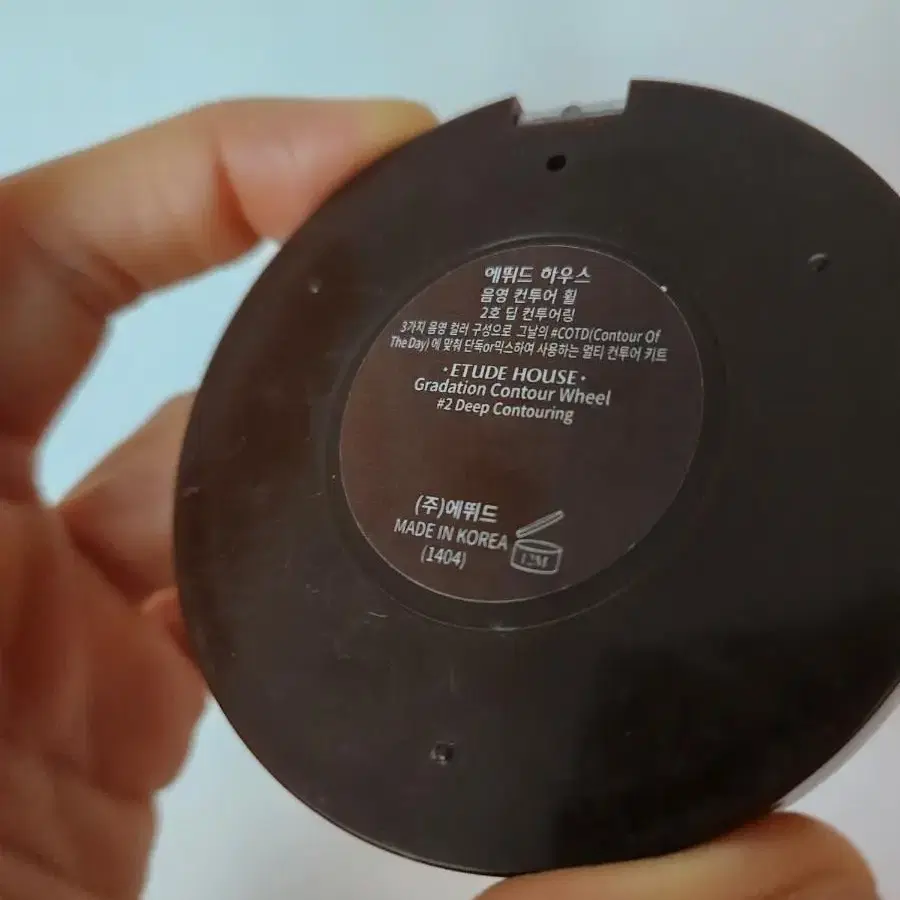 에뛰드 하우스
음영 컨투어 휠
2호 딥 컨투어링
3가지 음영 컬러 구성으로 그날의 #COTD(Contour Of
The Day)에 맞춰 단독or믹스하여 사용하는 멀티 컨투어 키트
·ETUDE HOUSE·
Gradation Contour Wheel
#2 Deep Contouring
(주)에뛰드
MADE IN KOREA
(1404)
12M